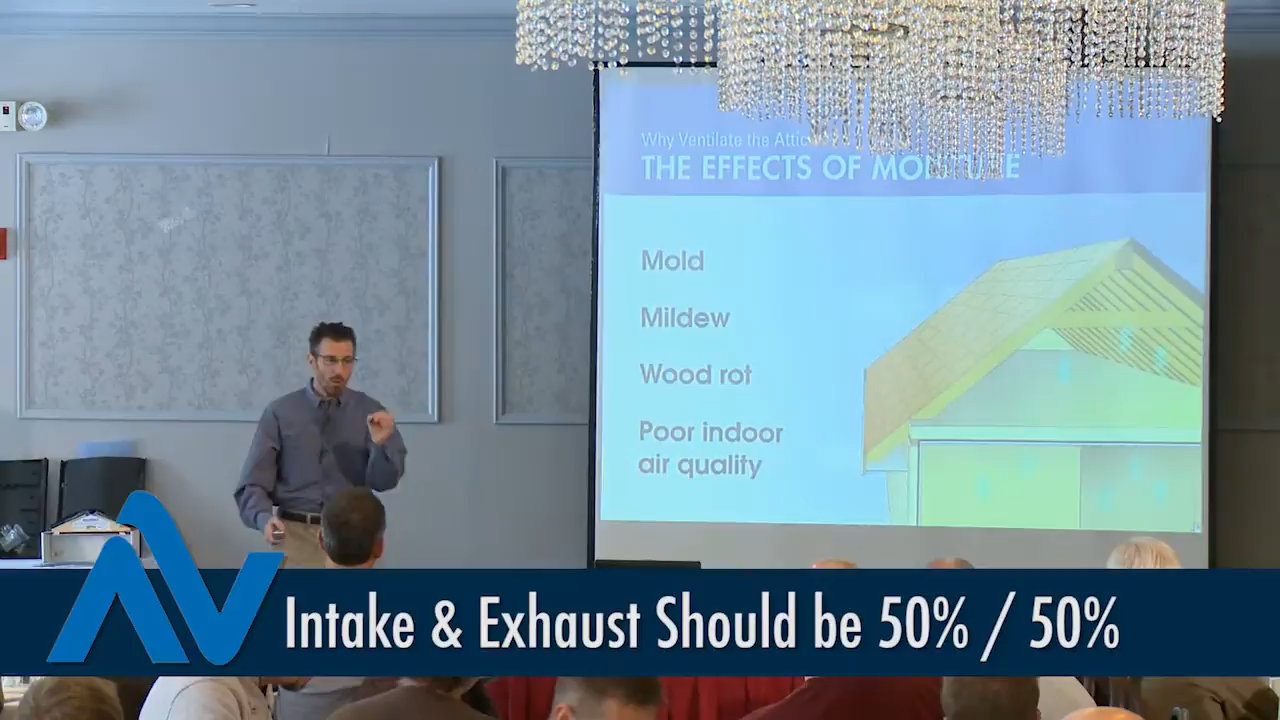 Why Ventilate the Attic
THE EFFECTS OF MOISTURE
Mold
Mildew
Wood rot
Poor indoor
air quality
Intake & Exhaust Should be 50% / 50%